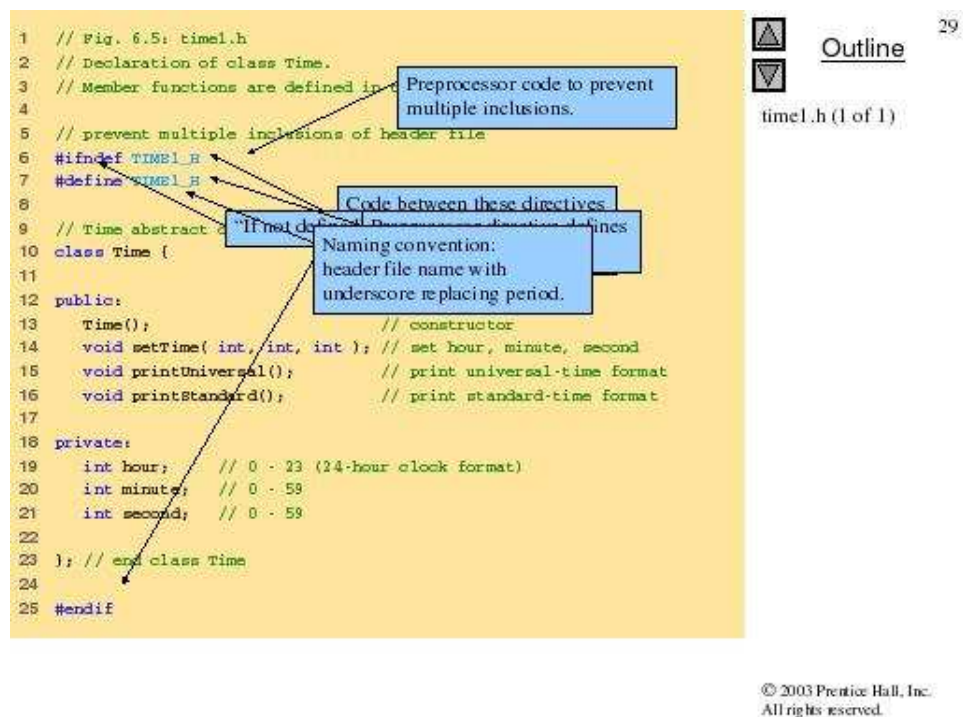 29
Outline
time1.h (1 of 1)
1 // Fig. 6.5: time1.h
2 // Declaration of class Time.
3 // Member functions are defined in
Preprocessor code to prevent
multiple inclusions.
4
5 // prevent multiple inclusions of header file
6 #ifndef TIME1_H
7 #define TIME1_H
8
Code between these directives
9 // Time abstract
"If not defined"
Preprocessor directive defines
Naming convention:
header file name with
underscore replacing period.
10 class Time {
11
12 public:
13 Time(); // constructor
14 void setTime( int, int, int ); // set hour, minute, second
15 void printUniversal(); // print universal-time format
16 void printStandard(); // print standard-time format
17
18 private:
19 int hour; // 0 - 23 (24-hour clock format)
20 int minute; // 0 - 59
21 int second; // 0 - 59
22
23 }; // end class Time
24
25 #endif
© 2003 Prentice Hall, Inc.
All rights reserved.